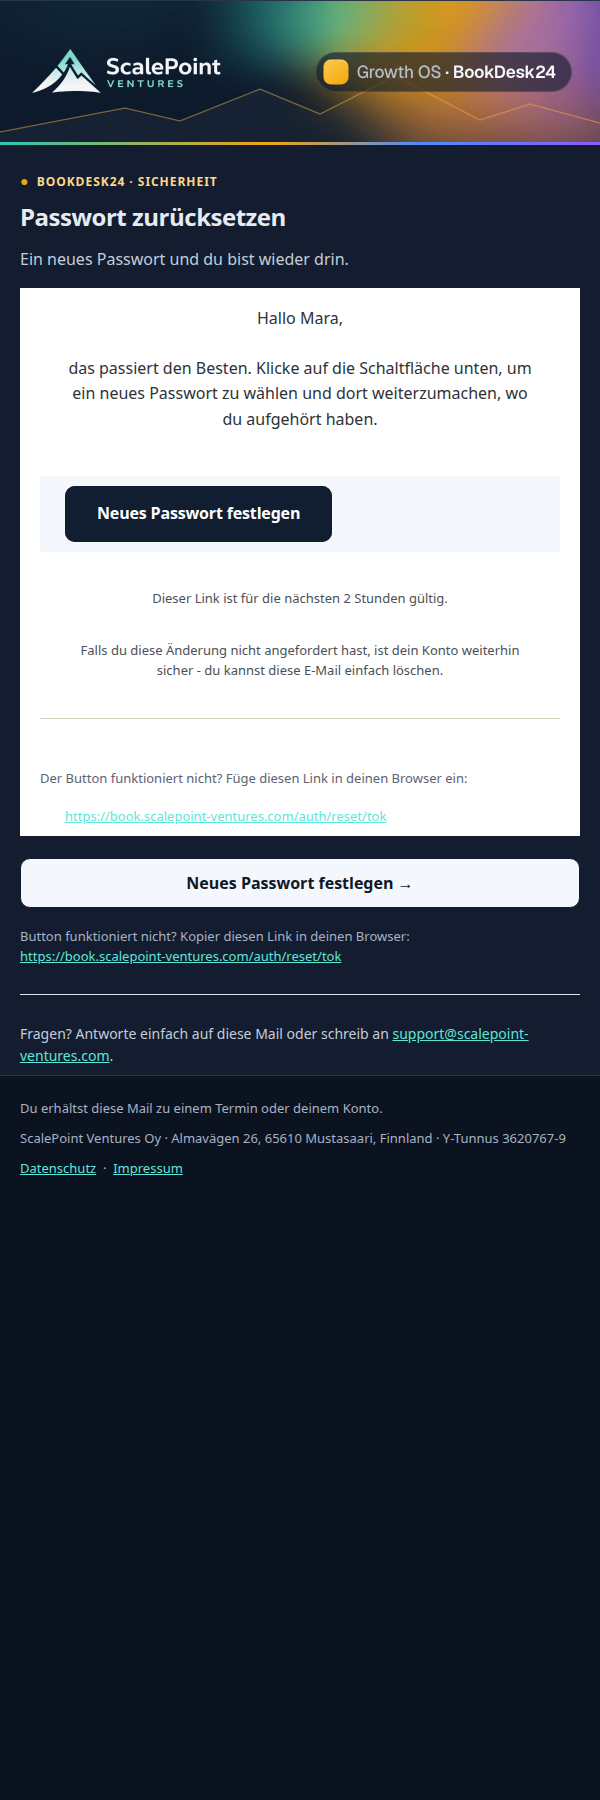 ScalePoint
VENTURES
Growth OS · BookDesk24
BOOKDESK24 · SICHERHEIT
Passwort zurücksetzen
Ein neues Passwort und du bist wieder drin.
Hallo Mara,
das passiert den Besten. Klicke auf die Schaltfläche unten, um
ein neues Passwort zu wählen und dort weiterzumachen, wo
du aufgehört haben.
Neues Passwort festlegen
Dieser Link ist für die nächsten 2 Stunden gültig.
Falls du diese Änderung nicht angefordert hast, ist dein Konto weiterhin
sicher - du kannst diese E-Mail einfach löschen.
Der Button funktioniert nicht? Füge diesen Link in deinen Browser ein:
https://book.scalepoint-ventures.com/auth/reset/tok
Neues Passwort festlegen →
Button funktioniert nicht? Kopier diesen Link in deinen Browser:
https://book.scalepoint-ventures.com/auth/reset/tok
Fragen? Antworte einfach auf diese Mail oder schreib an support@scalepoint-
ventures.com.
Du erhältst diese Mail zu einem Termin oder deinem Konto.
ScalePoint Ventures Oy · Almavägen 26, 65610 Mustasaari, Finnland · Y-Tunnus 3620767-9
Datenschutz · Impressum